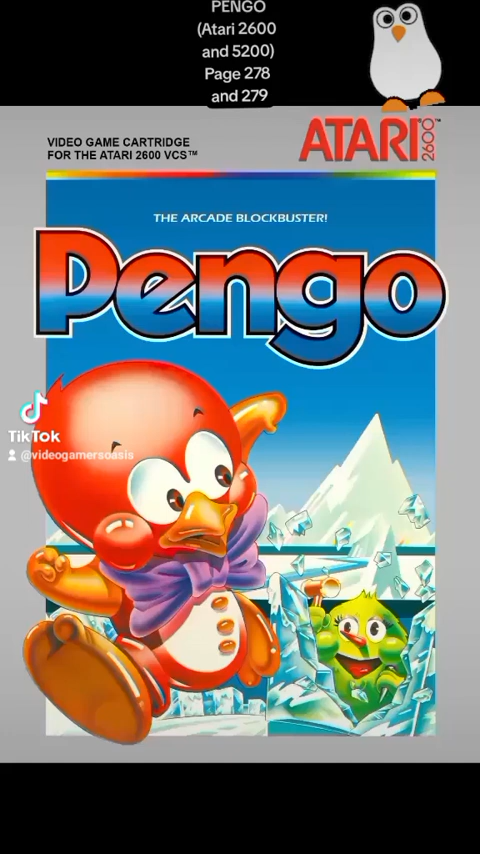 PENGO
(Atari 2600
and 5200)
Page 278
and 279
VIDEO GAME CARTRIDGE
FOR THE ATARI 2600 VCS™
ATARI® 2600™
THE ARCADE BLOCKBUSTER!
Pengo
TikTok
@videogamersoasis